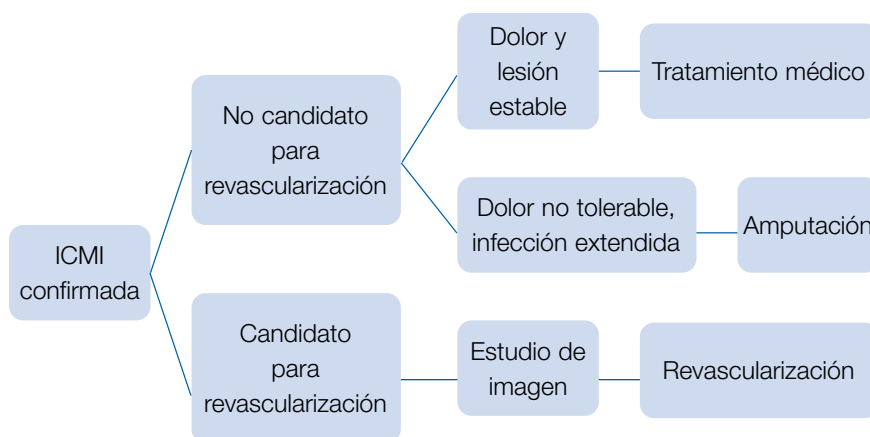 ICMI
confirmada
No candidato
para
revascularización
Dolor y
lesión
estable
Tratamiento médico
Dolor no tolerable,
infección extendida
Amputación
Candidato
para
revascularización
Estudio de
imagen
Revascularización